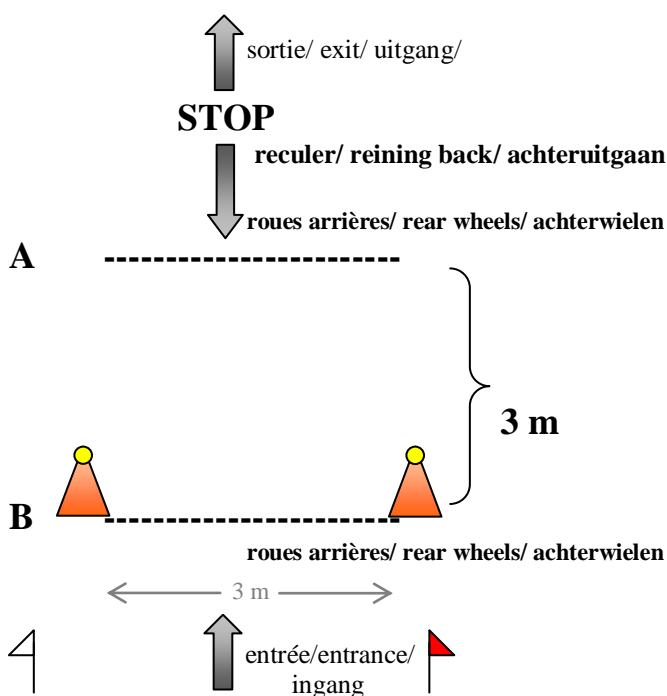 sortie/ exit/ uitgang/
STOP
reculer/ reining back/ achteruitgaan
roues arrières/ rear wheels/ achterwielen
A
3 m
B
roues arrières/ rear wheels/ achterwielen
3 m
entrée/entrance/
ingang